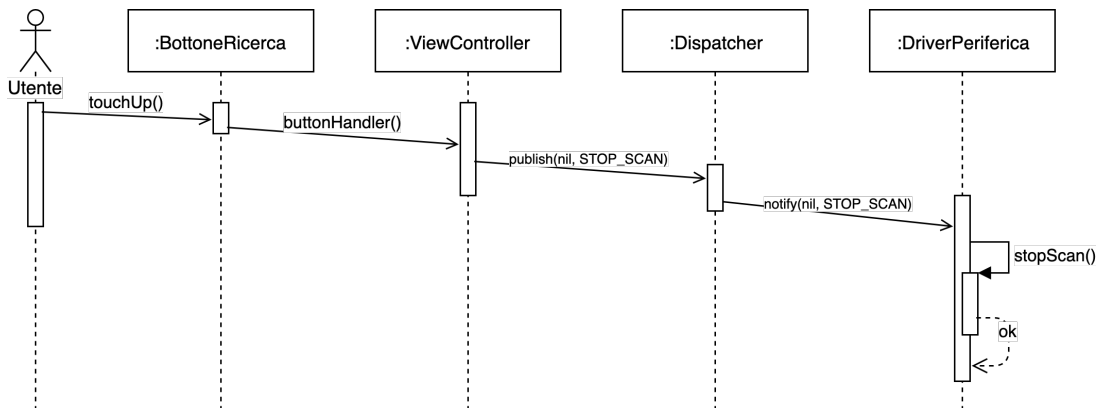 :BottoneRicerca
:ViewController
:Dispatcher
:DriverPeriferica
Utente
touchUp()
buttonHandler()
publish(nil, STOP_SCAN)
notify(nil, STOP_SCAN)
stopScan()
ok